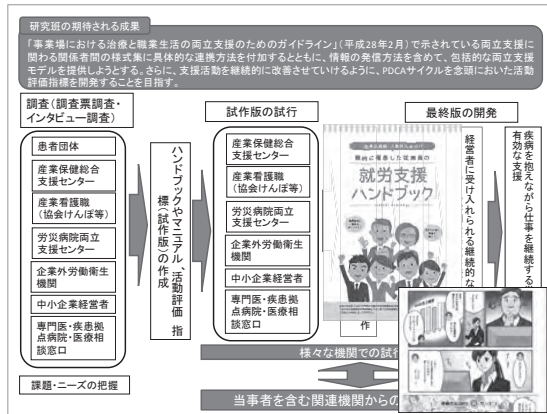 研究班の期待される成果
「事業場における治療と職業生活の両立支援のためのガイドライン」(平成28年2月)で示されている両立支援に
関わる関係者間の様式集に具体的な連携方法を付加するとともに、情報の発信方法を含めて、包括的な両立支援
モデルを提供しようとする。さらに、支援活動を継続的に改善させていけるように、PDCAサイクルを念頭においた活動
評価指標を開発することを目指す。
調査(調査票調査・
インタビュー調査)
患者団体
産業保健総合
支援センター
産業看護職
(協会けんぽ等)
労災病院両立
支援センター
企業外労働衛生
機関
中小企業経営者
専門医・疾患拠
点病院・医療相
談窓口
課題・ニーズの把握
ハンドブックやマニュアル、活動評価 指
標(試作版)の作成
試作版の試行
産業保健総合
支援センター
産業看護職
(協会けんぽ等)
労災病院両立
支援センター
企業外労働衛生
機関
中小企業経営者
専門医・疾患拠
点病院・医療相
談窓口
最終版の開発
難病に罹患した従業員の
就労支援
ハンドブック
作
経営者に受け入れられる継続的な
疾病を抱えながら仕事を継続する
有効な支援
様々な機関での試行
当事者を含む関連機関からの